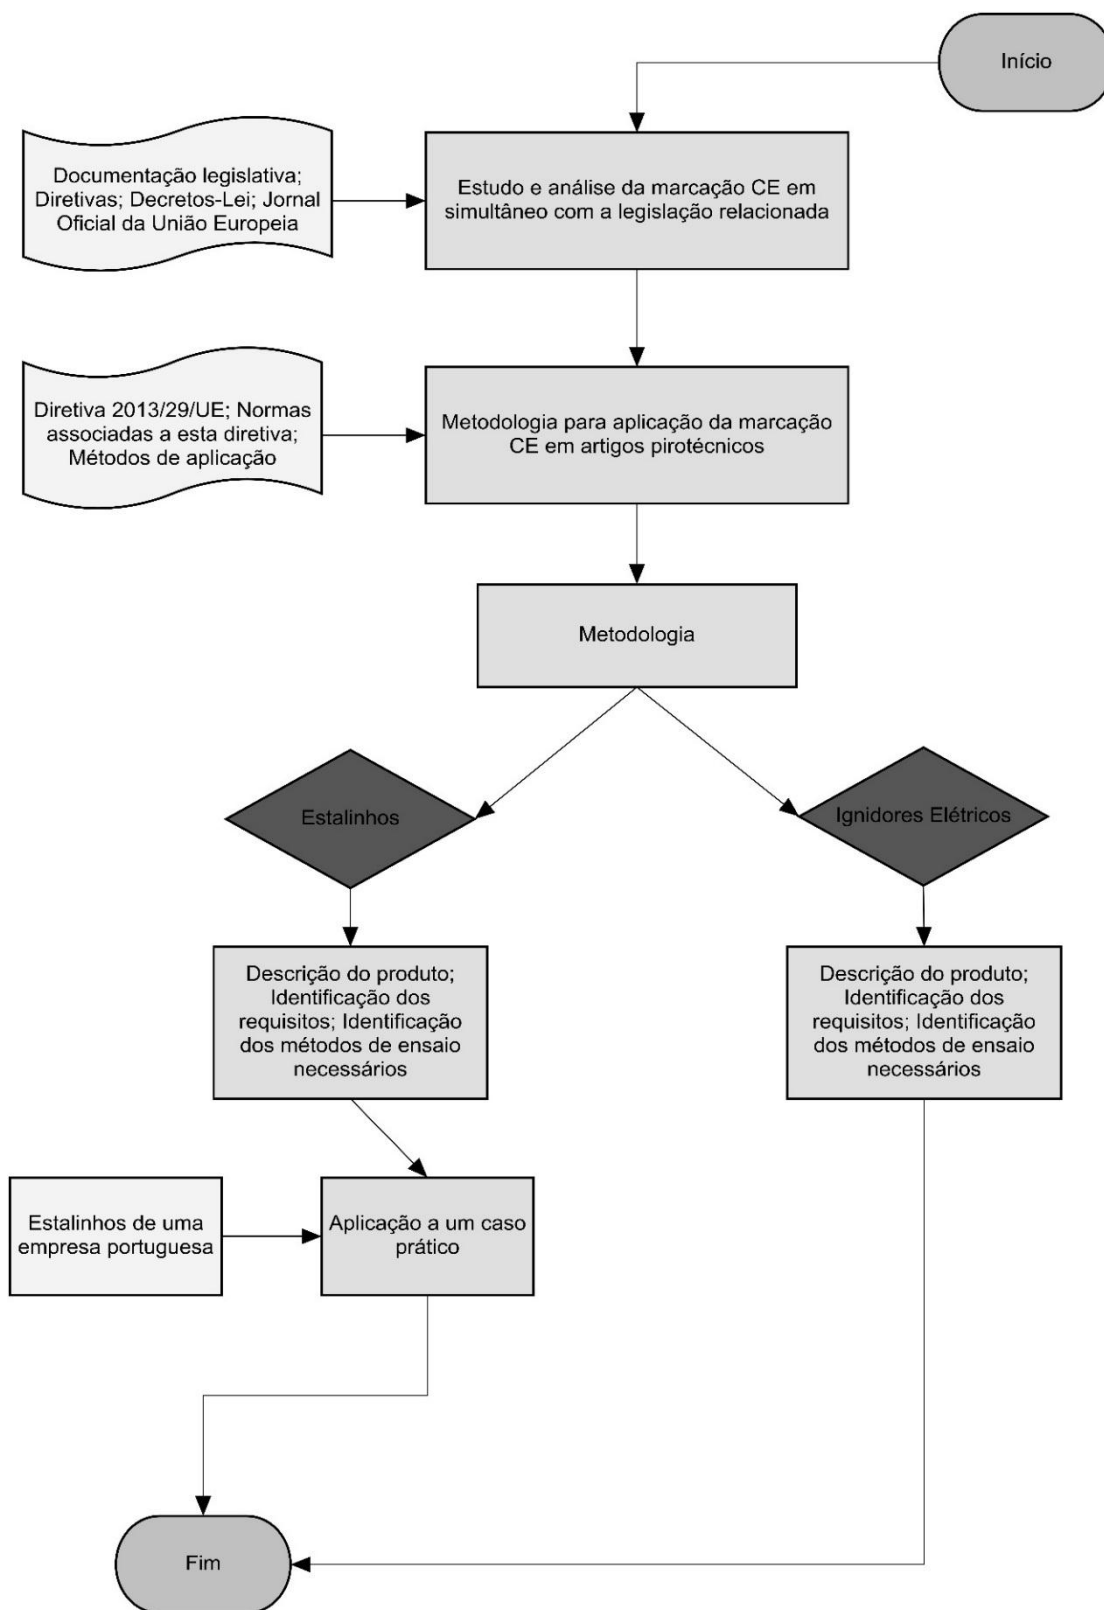 Início
Documentação legislativa;
Diretivas; Decretos-Lei; Jornal
Oficial da União Europeia
Estudo e análise da marcação CE em
simultâneo com a legislação relacionada
Diretiva 2013/29/UE; Normas
associadas a esta diretiva;
Métodos de aplicação
Metodologia para aplicação da marcação
CE em artigos pirotécnicos
Metodologia
Estalinhos
Ignidores Elétricos
Descrição do produto;
Identificação dos
requisitos; Identificação
dos métodos de ensaio
necessários
Descrição do produto;
Identificação dos
requisitos; Identificação
dos métodos de ensaio
necessários
Estalinhos de uma
empresa portuguesa
Aplicação a um caso
prático
Fim